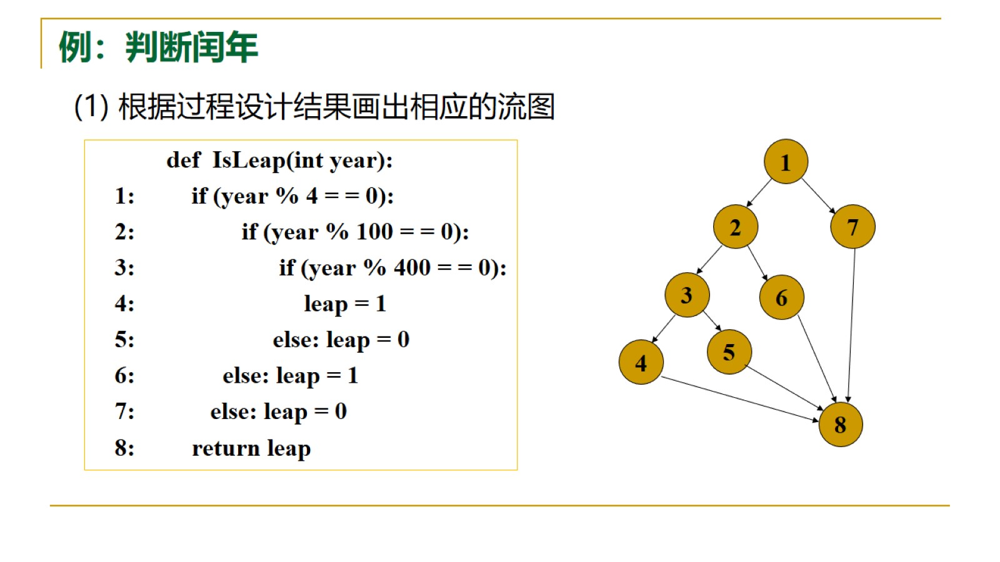 例：判断闰年
(1) 根据过程设计结果画出相应的流图
def IsLeap(int year):
1: if (year % 4 = = 0):
2: if (year % 100 = = 0):
3: if (year % 400 = = 0):
4: leap = 1
5: else: leap = 0
6: else: leap = 1
7: else: leap = 0
8: return leap
1
2
7
3
6
4
5
8